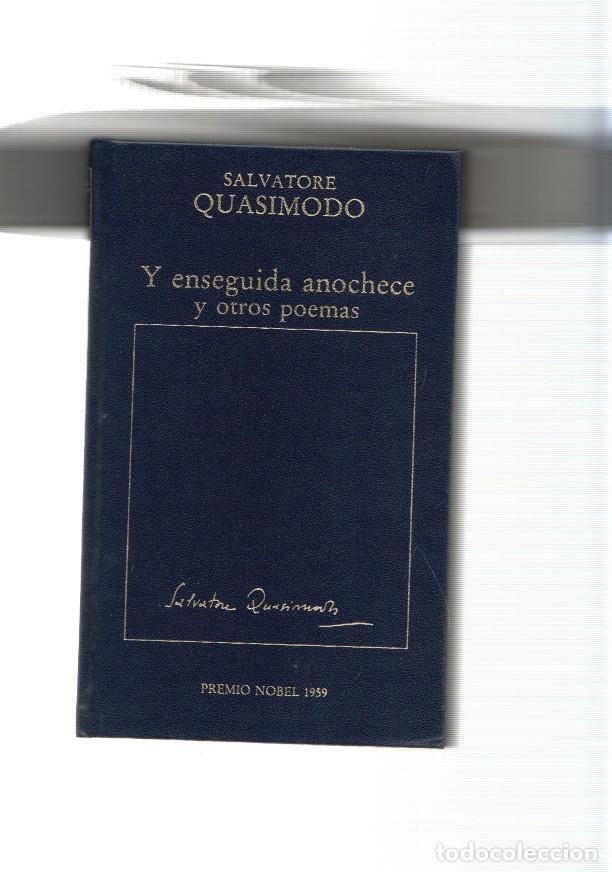 SALVATORE
QUASIMODO
Y enseguida anochece
y otros poemas
Salvatore Quasimodo
PREMIO NOBEL 1959
todocoleccion